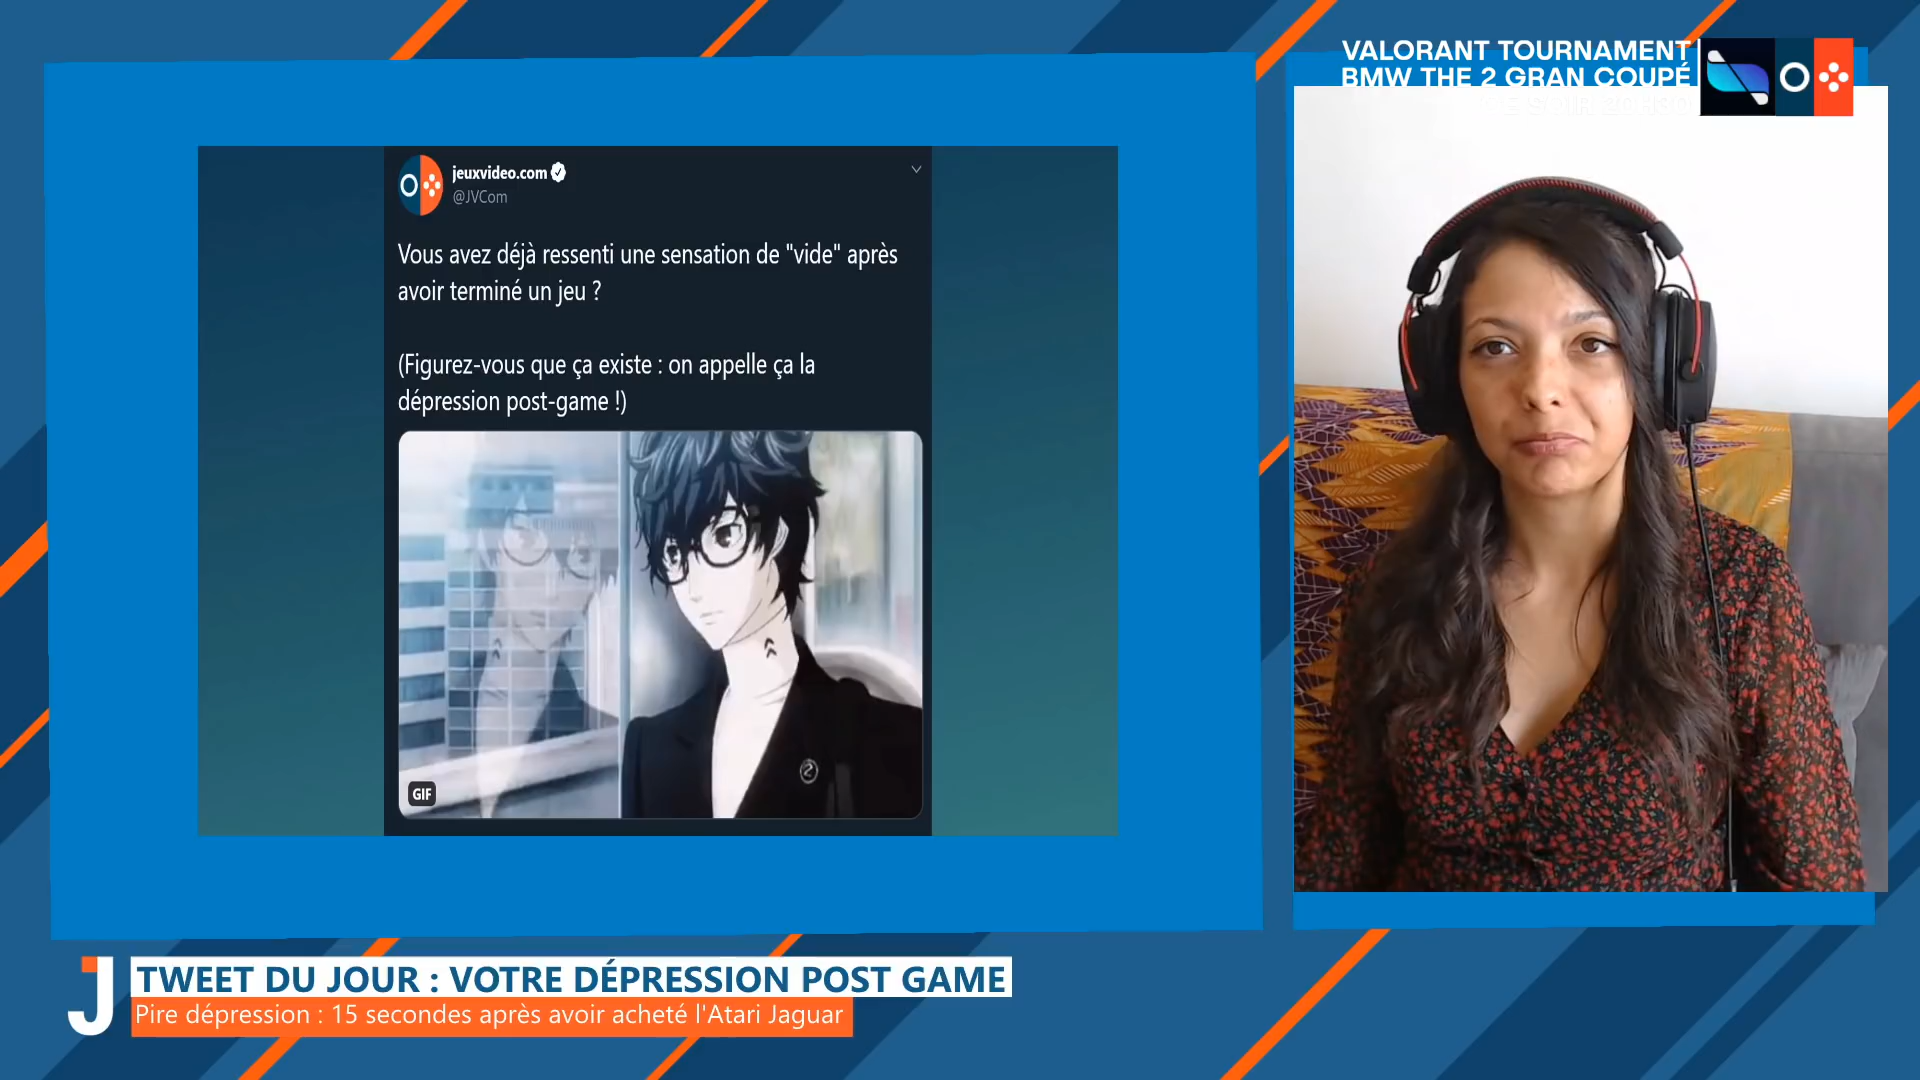 VALORANT TOURNAMENT
BMW THE 2 GRAN COUPÉ
jeuxvideo.com
@JVCom
Vous avez déjà ressenti une sensation de "vide" après
avoir terminé un jeu ?
(Figurez-vous que ça existe : on appelle ça la
dépression post-game !)
2
GIF
J
TWEET DU JOUR : VOTRE DÉPRESSION POST GAME
Pire dépression : 15 secondes après avoir acheté l'Atari Jaguar